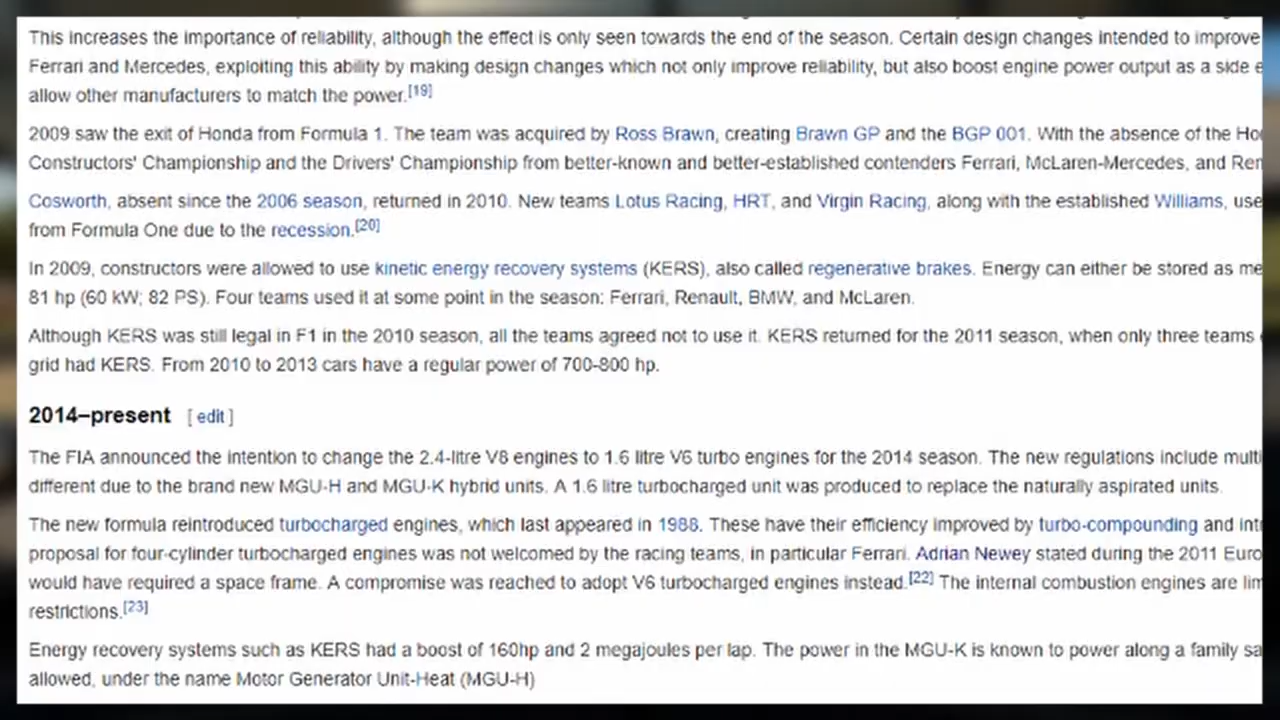 This increases the importance of reliability, although the effect is only seen towards the end of the season. Certain design changes intended to improve
Ferrari and Mercedes, exploiting this ability by making design changes which not only improve reliability, but also boost engine power output as a side e
allow other manufacturers to match the power.[19]
2009 saw the exit of Honda from Formula 1. The team was acquired by Ross Brawn, creating Brawn GP and the BGP 001. With the absence of the Ho
Constructors' Championship and the Drivers' Championship from better-known and better-established contenders Ferrari, McLaren-Mercedes, and Ren
Cosworth, absent since the 2006 season, returned in 2010. New teams Lotus Racing, HRT, and Virgin Racing, along with the established Williams, use
from Formula One due to the recession.[20]
In 2009, constructors were allowed to use kinetic energy recovery systems (KERS), also called regenerative brakes. Energy can either be stored as me
81 hp (60 kW; 82 PS). Four teams used it at some point in the season: Ferrari, Renault, BMW, and McLaren.
Although KERS was still legal in F1 in the 2010 season, all the teams agreed not to use it. KERS returned for the 2011 season, when only three teams
grid had KERS. From 2010 to 2013 cars have a regular power of 700-800 hp.
2014–present [ edit ]
The FIA announced the intention to change the 2.4-litre V8 engines to 1.6 litre V6 turbo engines for the 2014 season. The new regulations include multi
different due to the brand new MGU-H and MGU-K hybrid units. A 1.6 litre turbocharged unit was produced to replace the naturally aspirated units.
The new formula reintroduced turbocharged engines, which last appeared in 1988. These have their efficiency improved by turbo-compounding and int
proposal for four-cylinder turbocharged engines was not welcomed by the racing teams, in particular Ferrari. Adrian Newey stated during the 2011 Euro
would have required a space frame. A compromise was reached to adopt V6 turbocharged engines instead.[22] The internal combustion engines are lim
restrictions.[23]
Energy recovery systems such as KERS had a boost of 160hp and 2 megajoules per lap. The power in the MGU-K is known to power along a family sa
allowed, under the name Motor Generator Unit-Heat (MGU-H)